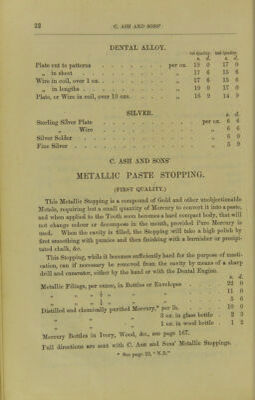 22 C. ASH AND SONS'
DENTAL ALLOY.
1st Quality. 2nd Quality.
s. d. s. d.
Plate cut to patterns per oz. 19 0 17 0
„ in sheet „ 17 6 15 6
Wire in coil, over 1 oz. „ 17 6 15 6
„ in lengths „ 19 0 17 0
Plate, or Wire in coil, over 10 ozs. „ 16 9 14 9
SILVER.
s. d.
Sterling Silver Plate per oz. 6 6
„ Wire „ 6 6
Silver Solder „ 5 0
Fine Silver „ 5 9
C. ASH AND SONS'
METALLIC PASTE STOPPING.
(FIRST QUALITY.)
This Metallic Stopping is a compound of Gold and other unobjectionable
Metals, requiring but a small quantity of Mercury to convert it into a paste,
and when applied to the Tooth soon becomes a hard compact body, that will
not change colour or decompose in the mouth, provided Pure Mercury is
used. When the cavity is filled, the Stopping will take a high polish by
first smoothing with pumice and then finishing with a burnisher or precipi-
tated chalk, &c.
This Stopping, while it becomes sufficiently hard for the purpose of masti-
cation, can if necessary be removed from the cavity by means of a sharp
drill and excavator, either by the hand or with the Dental Engine.
s. d.
Metallic Filings, per ounce, in Bottles or Envelopes 22 0
„ „ ½ „ „ 11 0
„ „ ¼ „ „ 5 6
Distilled and chemically purified Mercury,* per lb. 10 0
„ „ „ 3 oz. in glass bottle 2 3
„ „ „ 1 oz. in wood bottle 1 2
Mercury Bottles in Ivory, Wood, &c., see page 167.
Full directions are sent with C. Ash and Sons' Metallic Stoppings.
* See page 23, "N.B."